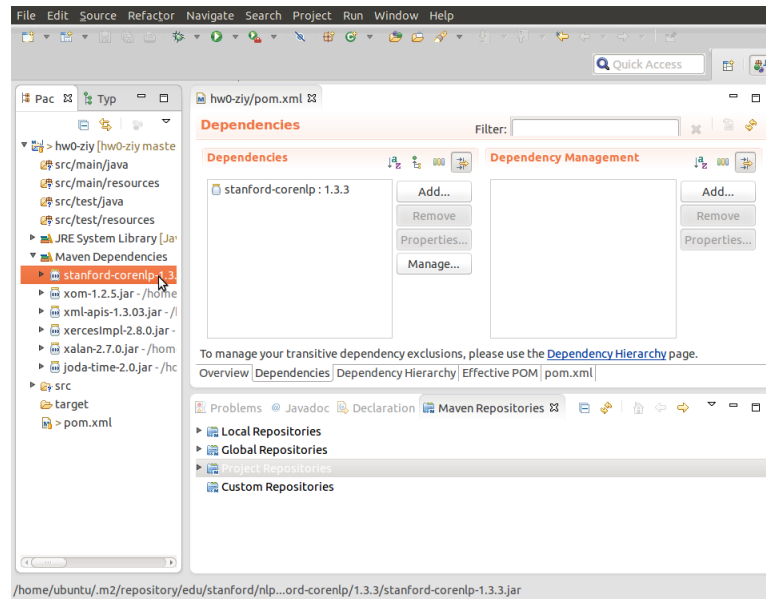 File Edit Source Refactor Navigate Search Project Run Window Help
Quick Access
Pac Typ
hw0-ziy/pom.xml
Dependencies
Filter:
> hw0-ziy [hw0-ziy maste
src/main/java
src/main/resources
src/test/java
src/test/resources
JRE System Library [Ja
Maven Dependencies
stanford-corenlp-1.3.
xom-1.2.5.jar - /home
xml-apis-1.3.03.jar - /
xercesImpl-2.8.0.jar -
xalan-2.7.0.jar - /hom
joda-time-2.0.jar - /hc
src
target
> pom.xml
Dependencies
stanford-corenlp : 1.3.3
Add...
Remove
Properties...
Manage...
Dependency Management
Add...
Remove
Properties...
To manage your transitive dependency exclusions, please use the Dependency Hierarchy page.
Overview Dependencies Dependency Hierarchy Effective POM pom.xml
Problems @ Javadoc Declaration Maven Repositories
Local Repositories
Global Repositories
Project Repositories
Custom Repositories
/home/ubuntu/.m2/repository/edu/stanford/nlp...ord-corenlp/1.3.3/stanford-corenlp-1.3.3.jar